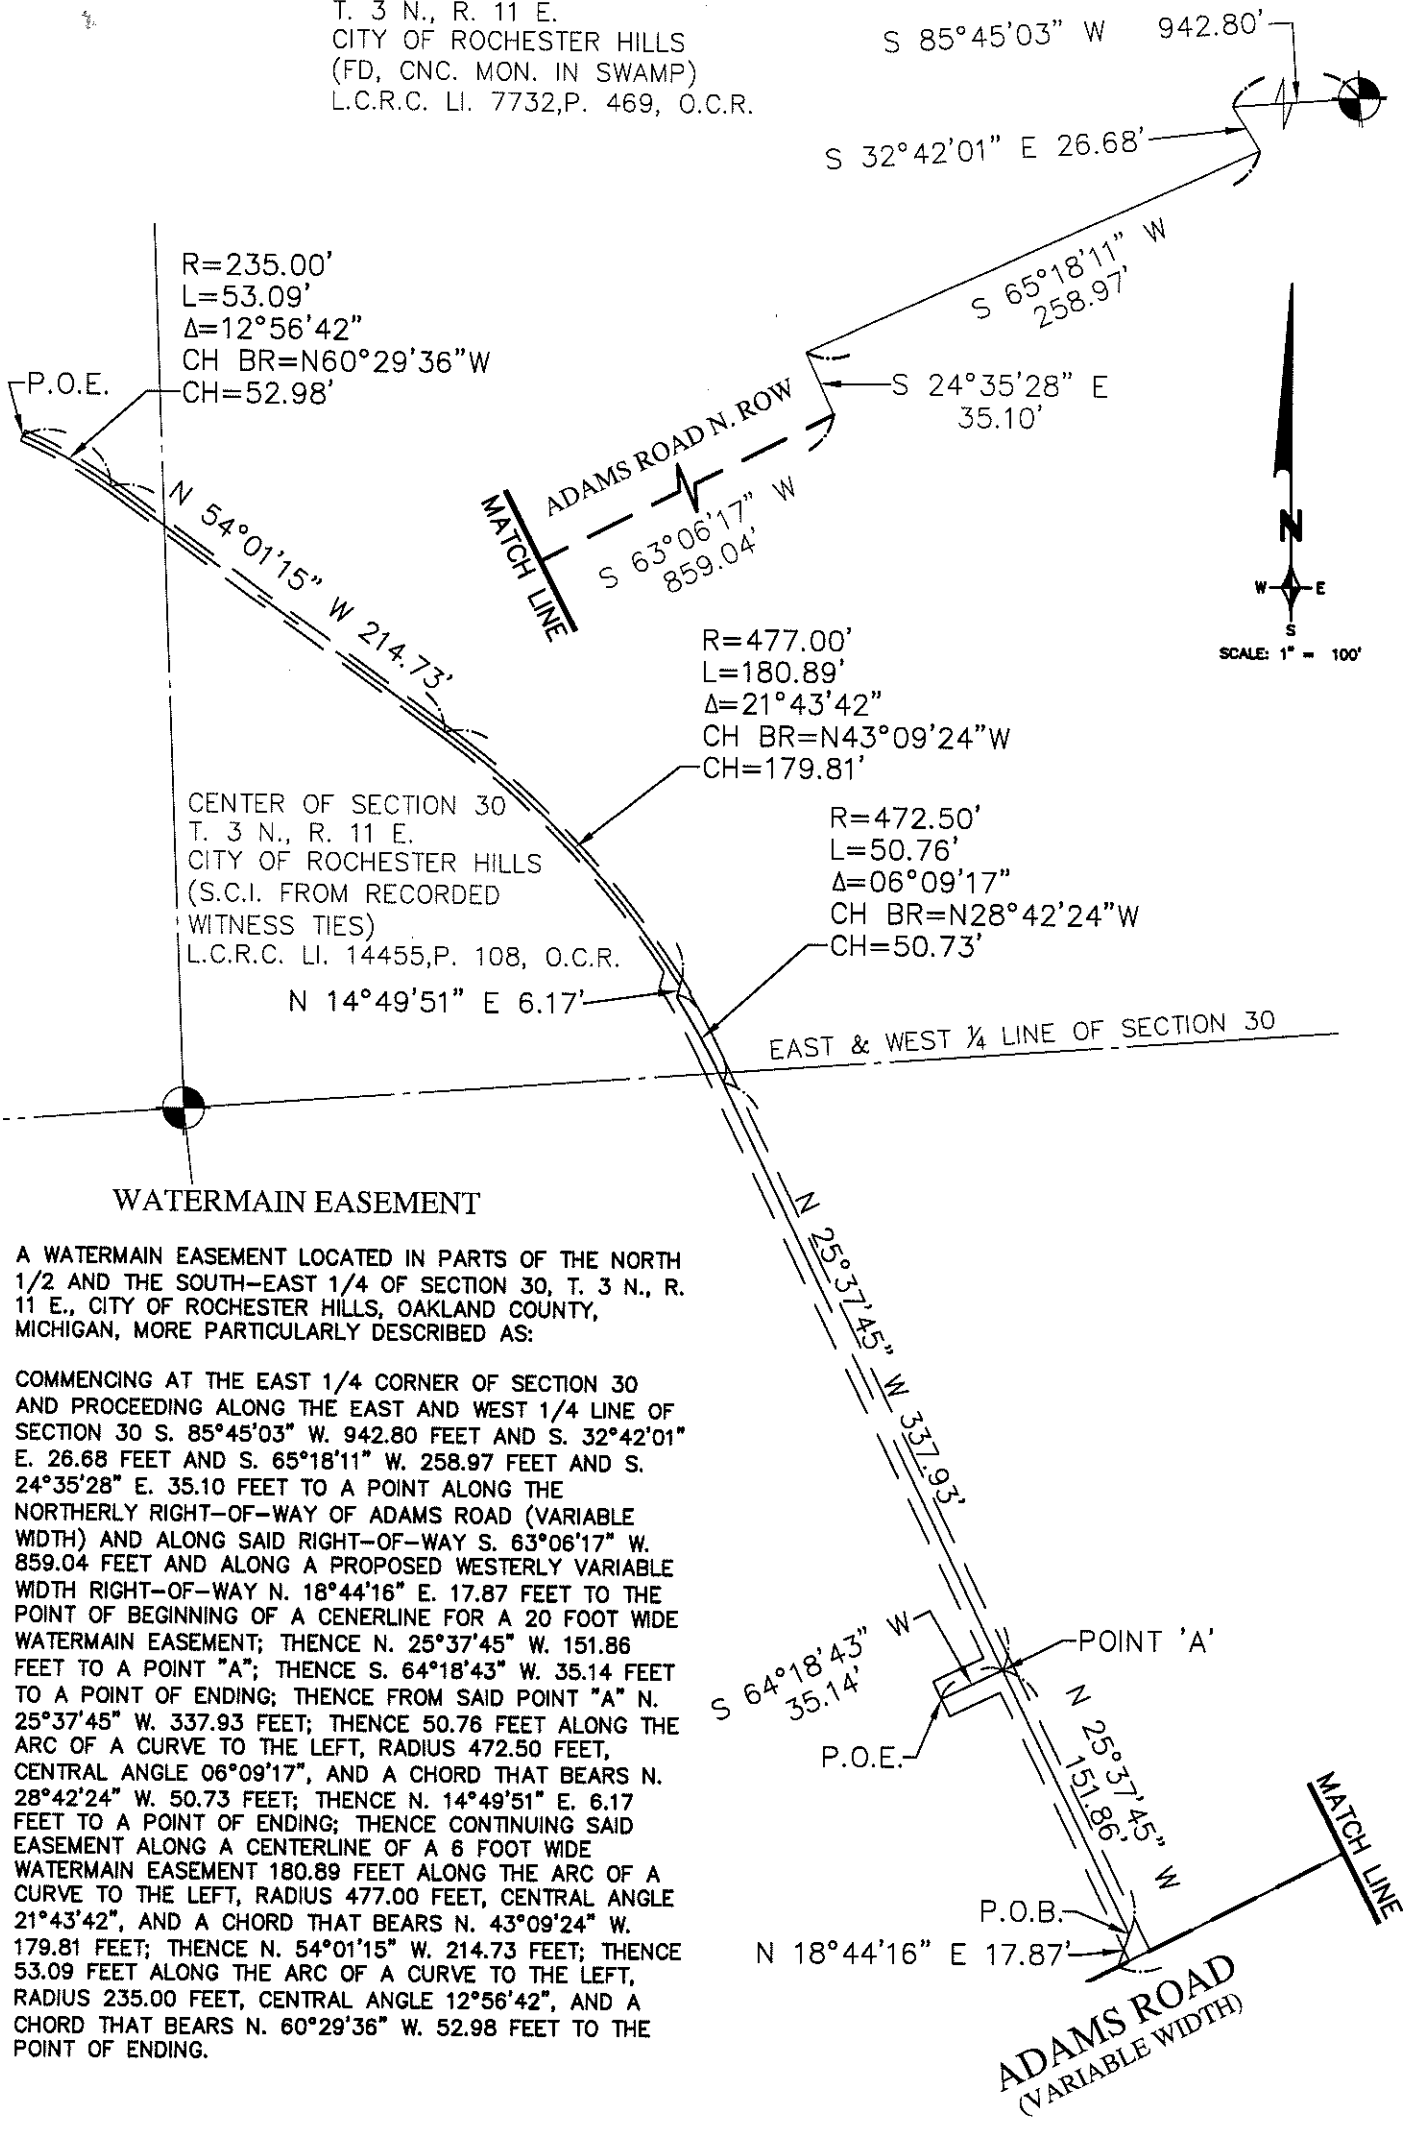 T. 3 N., R. 11 E.
CITY OF ROCHESTER HILLS
(FD, CNC. MON. IN SWAMP)
L.C.R.C. LI. 7732,P. 469, O.C.R.
S 85°45'03" W 942.80'
S 32°42'01" E 26.68'
S 65°18'11" W
258.97'
R=235.00'
L=53.09'
Δ=12°56'42"
CH BR=N60°29'36"W
CH=52.98'
P.O.E.
S 24°35'28" E
35.10'
ADAMS ROAD N. ROW
MATCH LINE
S 63°06'17" W
859.04'
N 54°01'15" W 214.73'
N
W E
S
SCALE: 1" = 100'
R=477.00'
L=180.89'
Δ=21°43'42"
CH BR=N43°09'24"W
CH=179.81'
CENTER OF SECTION 30
T. 3 N., R. 11 E.
CITY OF ROCHESTER HILLS
(S.C.I. FROM RECORDED
WITNESS TIES)
L.C.R.C. LI. 14455,P. 108, O.C.R.
R=472.50'
L=50.76'
Δ=06°09'17"
CH BR=N28°42'24"W
CH=50.73'
N 14°49'51" E 6.17'
EAST & WEST ¼ LINE OF SECTION 30
N 25°37'45" W 337.93'
WATERMAIN EASEMENT
A WATERMAIN EASEMENT LOCATED IN PARTS OF THE NORTH
1/2 AND THE SOUTH-EAST 1/4 OF SECTION 30, T. 3 N., R.
11 E., CITY OF ROCHESTER HILLS, OAKLAND COUNTY,
MICHIGAN, MORE PARTICULARLY DESCRIBED AS:
COMMENCING AT THE EAST 1/4 CORNER OF SECTION 30
AND PROCEEDING ALONG THE EAST AND WEST 1/4 LINE OF
SECTION 30 S. 85°45'03" W. 942.80 FEET AND S. 32°42'01"
E. 26.68 FEET AND S. 65°18'11" W. 258.97 FEET AND S.
24°35'28" E. 35.10 FEET TO A POINT ALONG THE
NORTHERLY RIGHT-OF-WAY OF ADAMS ROAD (VARIABLE
WIDTH) AND ALONG SAID RIGHT-OF-WAY S. 63°06'17" W.
859.04 FEET AND ALONG A PROPOSED WESTERLY VARIABLE
WIDTH RIGHT-OF-WAY N. 18°44'16" E. 17.87 FEET TO THE
POINT OF BEGINNING OF A CENERLINE FOR A 20 FOOT WIDE
WATERMAIN EASEMENT; THENCE N. 25°37'45" W. 151.86
FEET TO A POINT "A"; THENCE S. 64°18'43" W. 35.14 FEET
TO A POINT OF ENDING; THENCE FROM SAID POINT "A" N.
25°37'45" W. 337.93 FEET; THENCE 50.76 FEET ALONG THE
ARC OF A CURVE TO THE LEFT, RADIUS 472.50 FEET,
CENTRAL ANGLE 06°09'17", AND A CHORD THAT BEARS N.
28°42'24" W. 50.73 FEET; THENCE N. 14°49'51" E. 6.17
FEET TO A POINT OF ENDING; THENCE CONTINUING SAID
EASEMENT ALONG A CENTERLINE OF A 6 FOOT WIDE
WATERMAIN EASEMENT 180.89 FEET ALONG THE ARC OF A
CURVE TO THE LEFT, RADIUS 477.00 FEET, CENTRAL ANGLE
21°43'42", AND A CHORD THAT BEARS N. 43°09'24" W.
179.81 FEET; THENCE N. 54°01'15" W. 214.73 FEET; THENCE
53.09 FEET ALONG THE ARC OF A CURVE TO THE LEFT,
RADIUS 235.00 FEET, CENTRAL ANGLE 12°56'42", AND A
CHORD THAT BEARS N. 60°29'36" W. 52.98 FEET TO THE
POINT OF ENDING.
S 64°18'43" W
35.14'
POINT 'A'
P.O.E.
N 25°37'45" W
151.86'
MATCH LINE
P.O.B.
N 18°44'16" E 17.87'
ADAMS ROAD
(VARIABLE WIDTH)